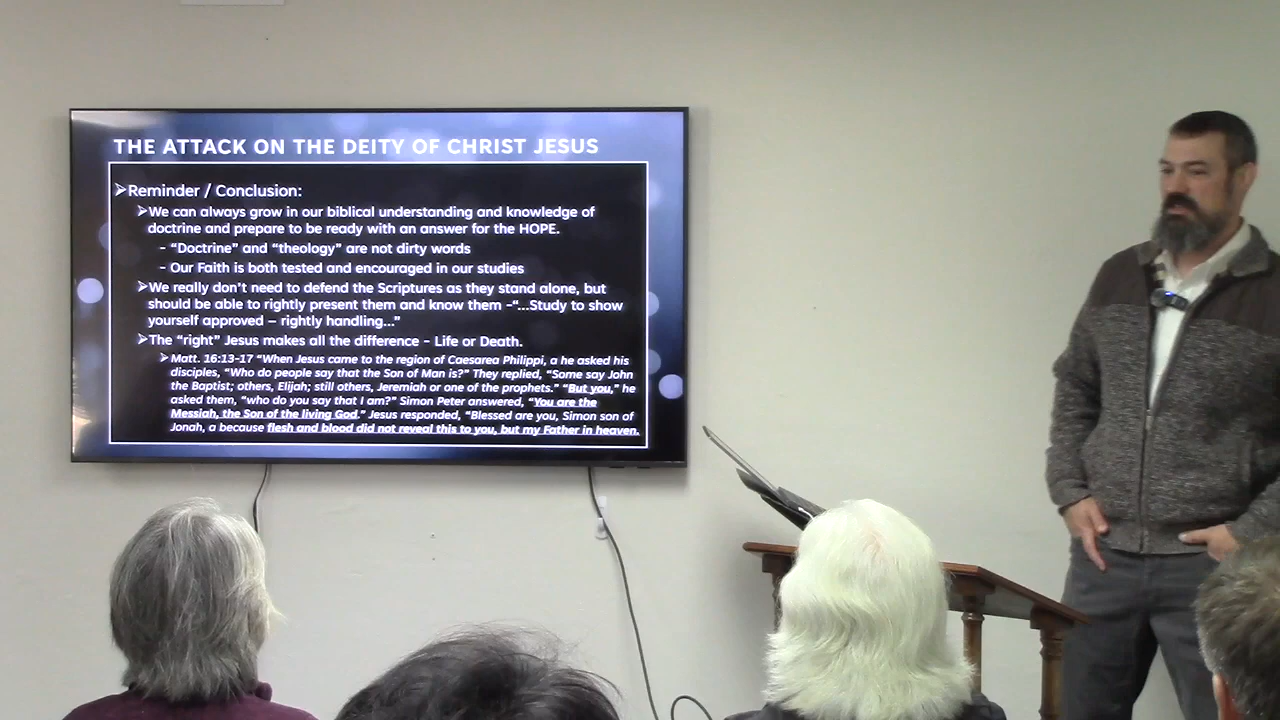 THE ATTACK ON THE DEITY OF CHRIST JESUS
➤Reminder / Conclusion:
➤We can always grow in our biblical understanding and knowledge of
doctrine and prepare to be ready with an answer for the HOPE.
- “Doctrine” and “theology” are not dirty words
- Our Faith is both tested and encouraged in our studies
➤We really don’t need to defend the Scriptures as they stand alone, but
should be able to rightly present them and know them -“...Study to show
yourself approved – rightly handling...”
➤The “right” Jesus makes all the difference - Life or Death.
➤Matt. 16:13-17 “When Jesus came to the region of Caesarea Philippi, a he asked his
disciples, “Who do people say that the Son of Man is?” They replied, “Some say John
the Baptist; others, Elijah; still others, Jeremiah or one of the prophets.” “But you,” he
asked them, “who do you say that I am?” Simon Peter answered, “You are the
Messiah, the Son of the living God.” Jesus responded, “Blessed are you, Simon son of
Jonah, a because flesh and blood did not reveal this to you, but my Father in heaven.